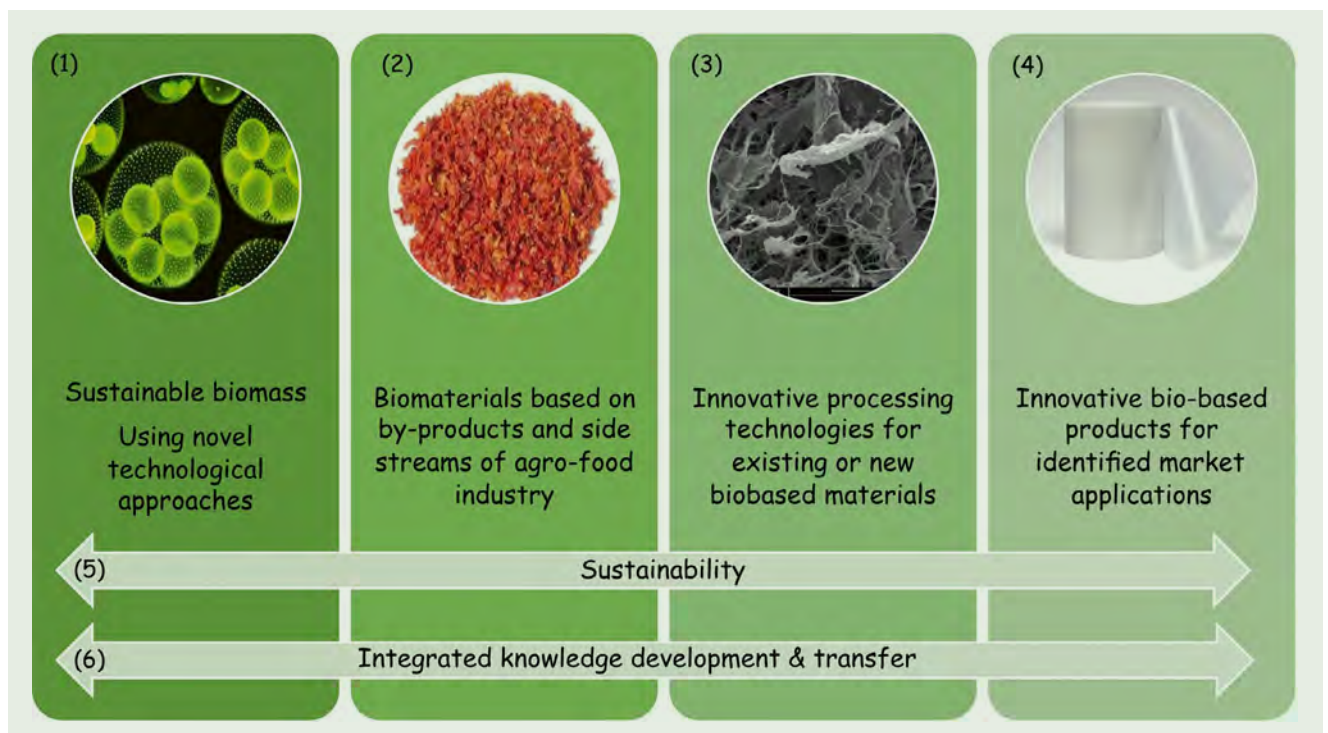 (1)
Sustainable biomass
Using novel
technological
approaches
(2)
Biomaterials based on
by-products and side
streams of agro-food
industry
(3)
Innovative processing
technologies for
existing or new
biobased materials
(4)
Innovative bio-based
products for
identified market
applications
(5) Sustainability
(6) Integrated knowledge development & transfer